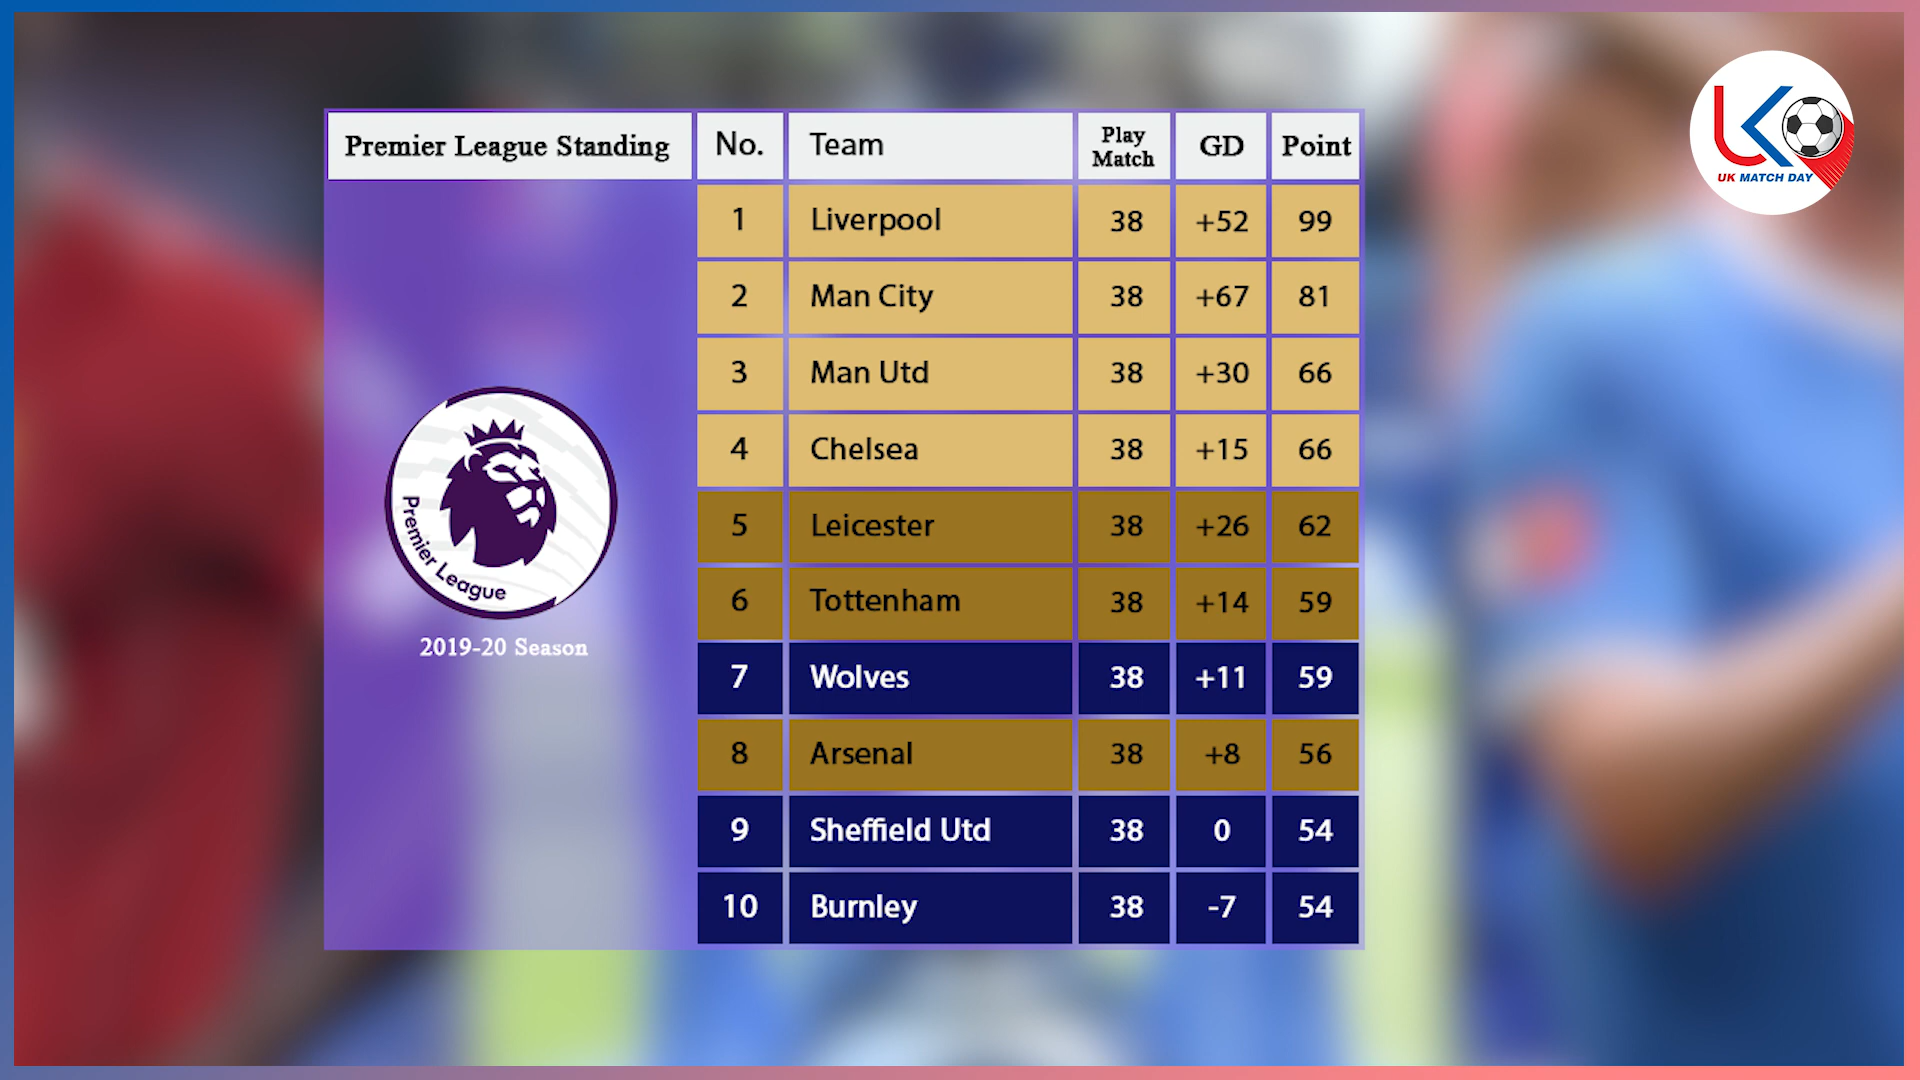 Premier League Standing No. Team Play Match GD Point
1 Liverpool 38 +52 99
2 Man City 38 +67 81
3 Man Utd 38 +30 66
4 Chelsea 38 +15 66
5 Leicester 38 +26 62
6 Tottenham 38 +14 59
7 Wolves 38 +11 59
8 Arsenal 38 +8 56
9 Sheffield Utd 38 0 54
10 Burnley 38 -7 54
Premier League
2019-20 Season
UK
UK MATCH DAY